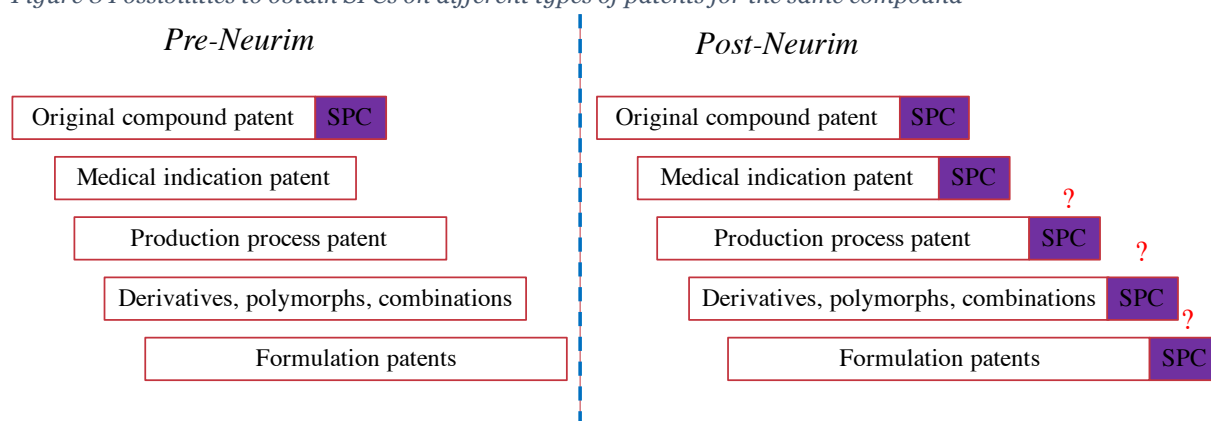 Figure 8 Possibilities to obtain SPCs on different types of patents for the same compound
Pre-Neurim
Original compound patent SPC
Medical indication patent
Production process patent
Derivatives, polymorphs, combinations
Formulation patents
Post-Neurim
Original compound patent SPC
Medical indication patent SPC
?
Production process patent SPC
?
Derivatives, polymorphs, combinations SPC
?
Formulation patents SPC